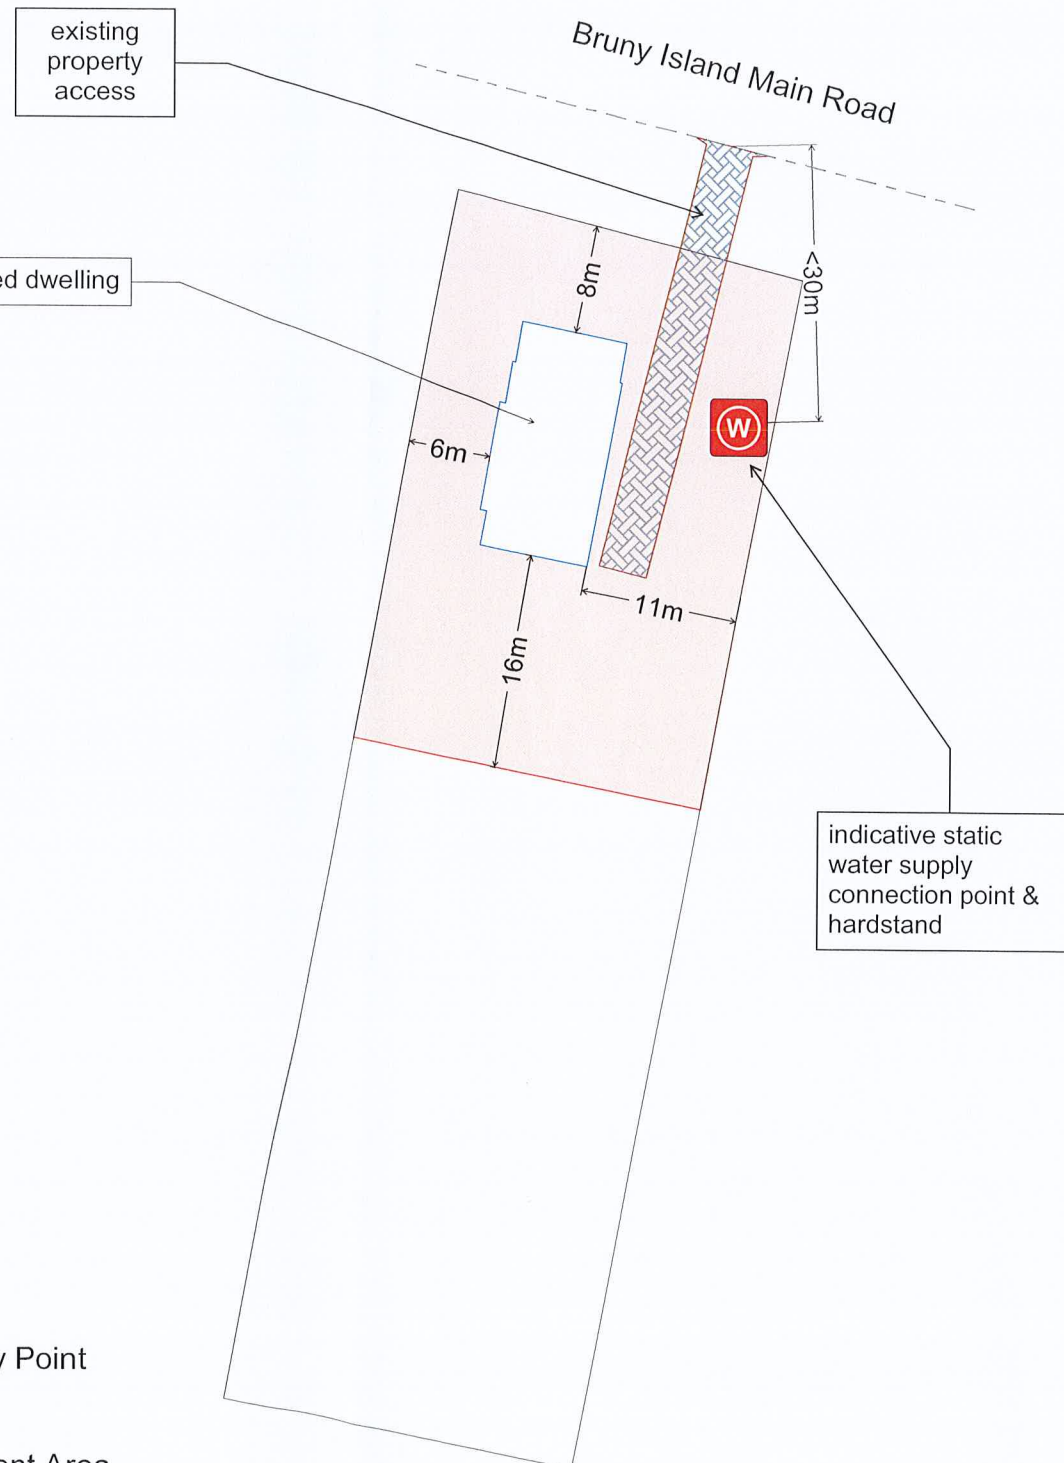 existing
property
access
Bruny Island Main Road
dwelling
8m
<30m
W
6m
11m
16m
indicative static
water supply
connection point &
hardstand
Point
Area